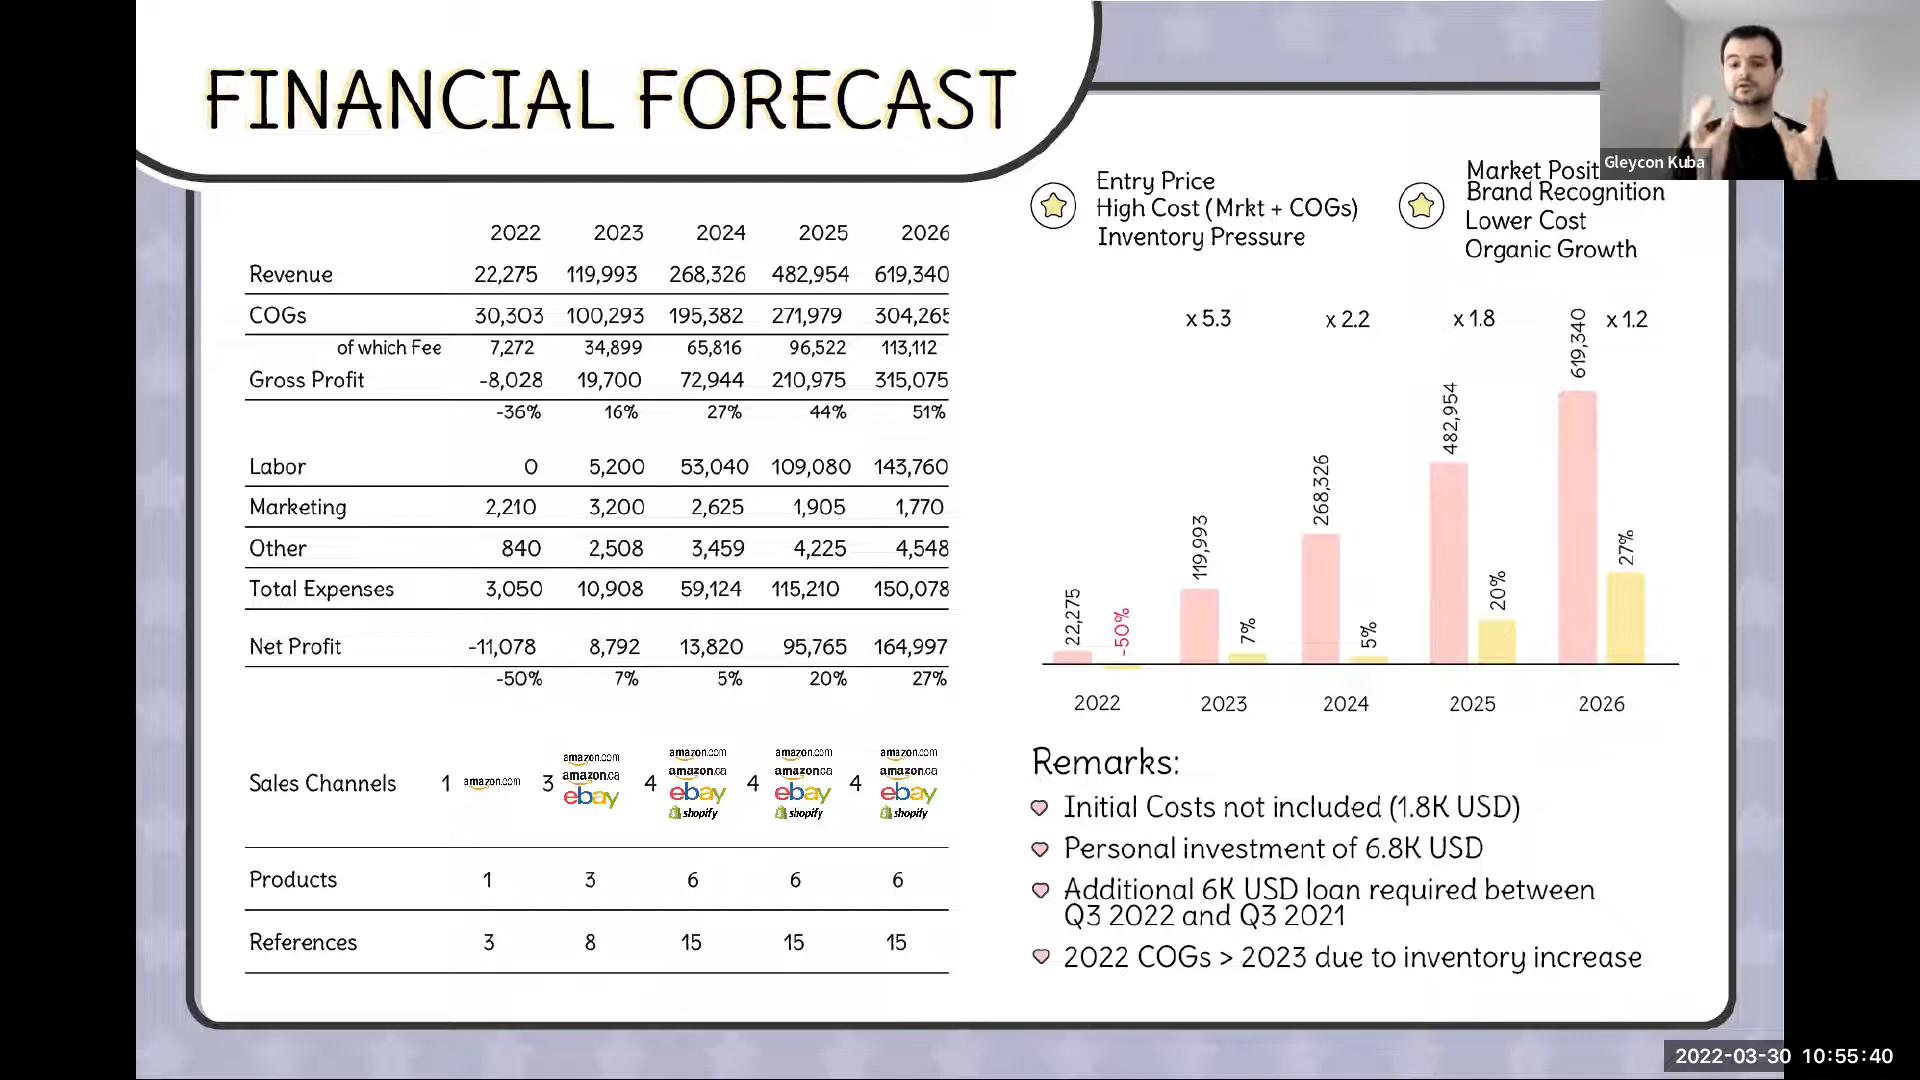 FINANCIAL FORECAST
Gleycon Kuba
Entry Price
High Cost (Mrkt + COGs)
Inventory Pressure
Market Posit
Brand Recognition
Lower Cost
Organic Growth
2022 2023 2024 2025 2026
Revenue 22,275 119,993 268,326 482,954 619,340
COGs 30,303 100,293 195,382 271,979 304,265
of which Fee 7,272 34,899 65,816 96,522 113,112
Gross Profit -8,028 19,700 72,944 210,975 315,075
-36% 16% 27% 44% 51%
Labor 0 5,200 53,040 109,080 143,760
Marketing 2,210 3,200 2,625 1,905 1,770
Other 840 2,508 3,459 4,225 4,548
Total Expenses 3,050 10,908 59,124 115,210 150,078
Net Profit -11,078 8,792 13,820 95,765 164,997
-50% 7% 5% 20% 27%
Sales Channels 1 amazon.com 3 amazon.com amazon.ca ebay 4 amazon.com amazon.ca ebay shopify 4 amazon.com amazon.ca ebay shopify 4 amazon.com amazon.ca ebay shopify
Products 1 3 6 6 6
References 3 8 15 15 15
x 5.3 x 2.2 x 1.8 x 1.2
22,275 -50% 119,993 7% 268,326 5% 482,954 20% 619,340 27%
2022 2023 2024 2025 2026
Remarks:
Initial Costs not included (1.8K USD)
Personal investment of 6.8K USD
Additional 6K USD loan required between
Q3 2022 and Q3 2021
2022 COGs > 2023 due to inventory increase
2022-03-30 10:55:40